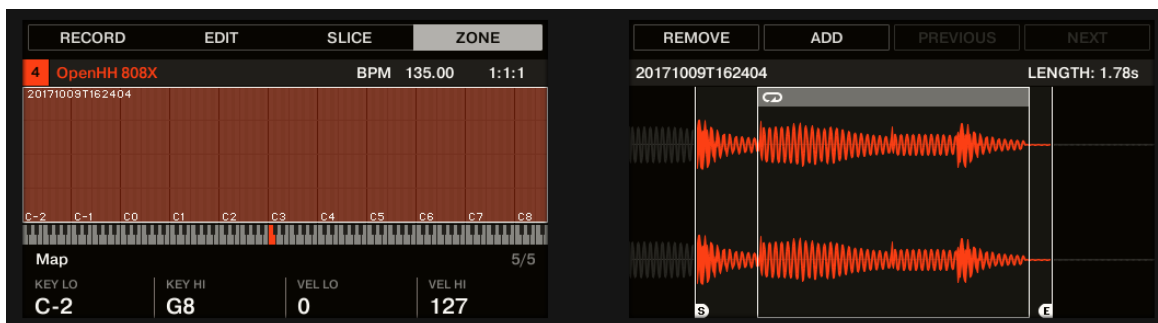 RECORD EDIT SLICE ZONE
4 OpenHH 808X BPM 135.00 1:1:1
20171009T162404
C-2 C-1 C0 C1 C2 C3 C4 C5 C6 C7 C8
Map 5/5
KEY LO KEY HI VEL LO VEL HI
C-2 G8 0 127
REMOVE ADD PREVIOUS NEXT
20171009T162404 LENGTH: 1.78s
S E